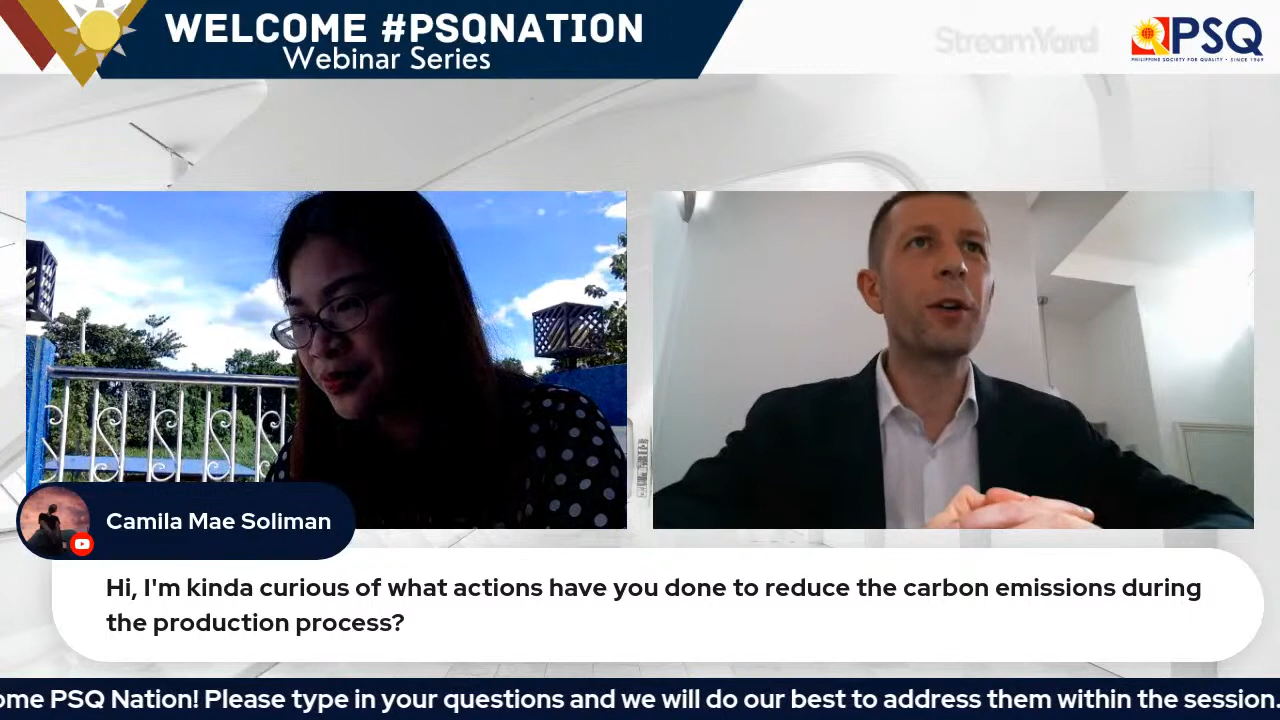 WELCOME #PSQNATION
Webinar Series
StreamYard
PSQ
PHILIPPINE SOCIETY FOR QUALITY - SINCE 1969
Camila Mae Soliman
Hi, I'm kinda curious of what actions have you done to reduce the carbon emissions during
the production process?
ome PSQ Nation! Please type in your questions and we will do our best to address them within the session.